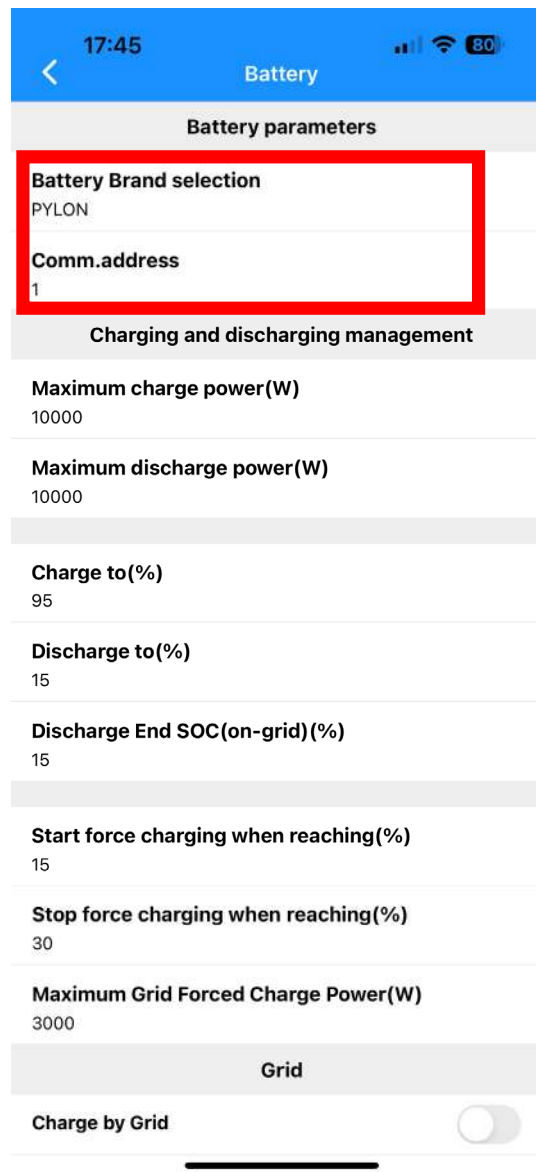 17:45
80
Battery
Battery parameters
Battery Brand selection
PYLON
Comm.address
1
Charging and discharging management
Maximum charge power(W)
10000
Maximum discharge power(W)
10000
Charge to(%)
95
Discharge to(%)
15
Discharge End SOC(on-grid)(%)
15
Start force charging when reaching(%)
15
Stop force charging when reaching(%)
30
Maximum Grid Forced Charge Power(W)
3000
Grid
Charge by Grid